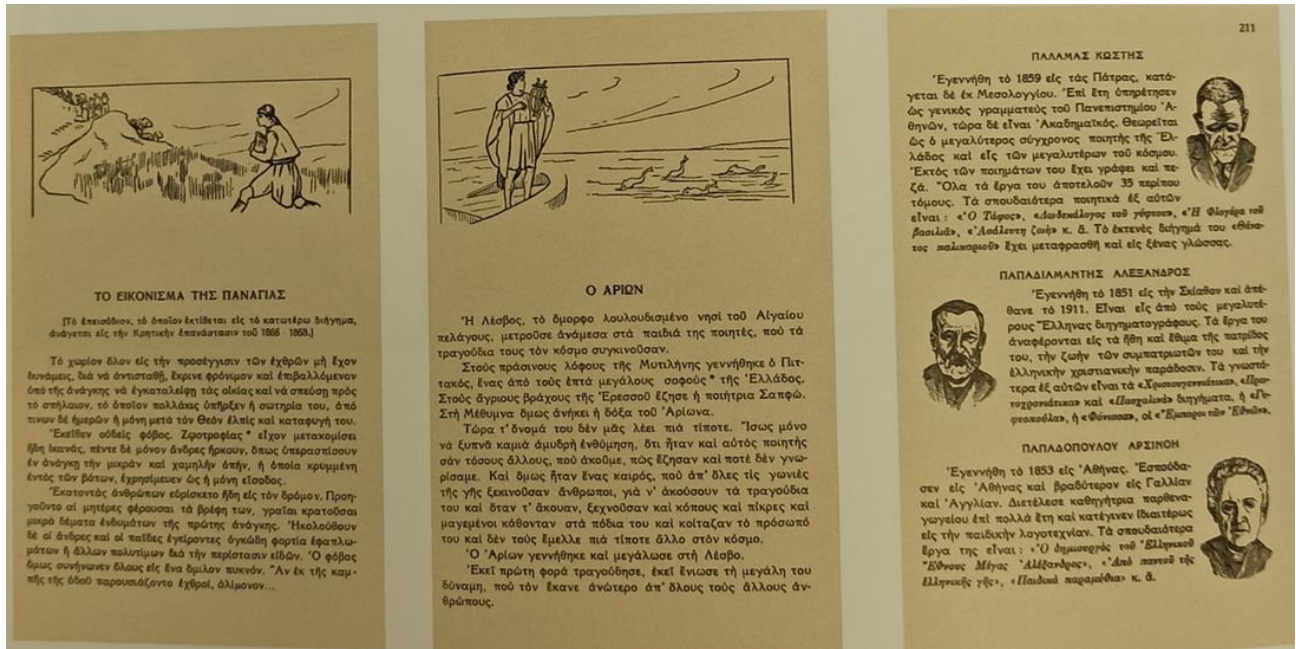 ΤΟ ΕΙΚΟΝΙΣΜΑ ΤΗΣ ΠΑΝΑΓΙΑΣ
[Τὸ ἐπεισόδιον, τὸ ὁποῖον ἐκτίθεται εἰς τὸ κατωτέρω διήγημα,
ἀνάγεται εἰς τὴν Κρητικὴν ἐπανάστασιν τοῦ 1866 - 1868.]
Τὸ χωρίον ὅλον εἰς τὴν προσέγγισιν τῶν ἐχθρῶν μὴ ἔχον
δυνάμεις, διὰ νὰ ἀντισταθῇ, ἔκρινε φρόνιμον καὶ ἐπιβαλλόμενον
ὑπὸ τῆς ἀνάγκης νὰ ἐγκαταλείψῃ τὰς οἰκίας καὶ νὰ σπεύσῃ πρὸς
τὸ σπήλαιον, τὸ ὁποῖον πολλάκις ὑπῆρξεν ἡ σωτηρία του, ἀπό
τινων δὲ ἡμερῶν ἡ μόνη μετὰ τὸν Θεὸν ἐλπὶς καὶ καταφυγή του.
Ἐκεῖθεν οὐδεὶς φόβος. Ζῳοτροφίας * εἶχον μετακομίσει
ἤδη ἱκανάς, πέντε δὲ μόνον ἄνδρες ἤρκουν, ὅπως ὑπερασπίσουν
ἐν ἀνάγκῃ τὴν μικρὰν καὶ χαμηλὴν ὀπήν, ἡ ὁποία κρυμμένη
ἐντὸς τῶν βάτων, ἐχρησίμευεν ὡς ἡ μόνη εἴσοδος.
Ἑκατοντὰς ἀνθρώπων εὑρίσκετο ἤδη εἰς τὸν δρόμον. Προη-
γοῦντο αἱ μητέρες φέρουσαι τὰ βρέφη των, γραῖαι κρατοῦσαι
μικρὰ δέματα ἐνδυμάτων τῆς πρώτης ἀνάγκης. Ἠκολούθουν
δὲ οἱ ἄνδρες καὶ οἱ παῖδες ἐγείροντες ὀγκώδη φορτία ἐφαπλω-
μάτων ἢ ἄλλων πολυτίμων διὰ τὴν περίστασιν εἰδῶν. Ὁ φόβος
ὅμως συνήνωνεν ὅλους εἰς ἕνα ὅμιλον πυκνόν. Ἂν ἐκ τῆς καμ-
πῆς τῆς ὁδοῦ παρουσιάζοντο ἐχθροί, ἀλίμονον...
Ο ΑΡΙΩΝ
Ἡ Λέσβος, τὸ ὄμορφο λουλουδισμένο νησὶ τοῦ Αἰγαίου
πελάγους, μετροῦσε ἀνάμεσα στὰ παιδιά της ποιητές, ποὺ τὰ
τραγούδια τους τὸν κόσμο συγκινοῦσαν.
Στοὺς πράσινους λόφους τῆς Μυτιλήνης γεννήθηκε ὁ Πιτ-
τακός, ἕνας ἀπὸ τοὺς ἑπτὰ μεγάλους σοφοὺς * τῆς Ἑλλάδος.
Στοὺς ἄγριους βράχους τῆς Ἐρεσσοῦ ἔζησε ἡ ποιήτρια Σαπφώ.
Στὴ Μέθυμνα ὅμως ἀνήκει ἡ δόξα τοῦ Ἀρίωνα.
Τώρα τ' ὄνομά του δὲν μᾶς λέει πιὰ τίποτε. Ἴσως μόνο
νὰ ξυπνᾶ καμιὰ ἀμυδρὴ ἐνθύμηση, ὅτι ἦταν καὶ αὐτὸς ποιητὴς
σὰν τόσους ἄλλους, ποὺ ἀκοῦμε, πὼς ἔζησαν καὶ ποτὲ δὲν γνω-
ρίσαμε. Καὶ ὅμως ἦταν ἕνας καιρός, ποὺ ἀπ' ὅλες τὶς γωνιὲς
τῆς γῆς ξεκινοῦσαν ἄνθρωποι, γιὰ ν' ἀκούσουν τὰ τραγούδια
του καὶ ὅταν τ' ἄκουαν, ξεχνοῦσαν καὶ κόπους καὶ πίκρες καὶ
μαγεμένοι κάθονταν στὰ πόδια του καὶ κοίταζαν τὸ πρόσωπό
του καὶ δὲν τοὺς ἔμελλε πιὰ τίποτε ἄλλο στὸν κόσμο.
Ὁ Ἀρίων γεννήθηκε καὶ μεγάλωσε στὴ Λέσβο.
Ἐκεῖ πρώτη φορὰ τραγούδησε, ἐκεῖ ἔνιωσε τὴ μεγάλη του
δύναμη, ποὺ τὸν ἔκανε ἀνώτερο ἀπ' ὅλους τοὺς ἄλλους ἀν-
θρώπους.
211
ΠΑΛΑΜΑΣ ΚΩΣΤΗΣ
Ἐγεννήθη τὸ 1859 εἰς τὰς Πάτρας, κατά-
γεται δὲ ἐκ Μεσολογγίου. Ἐπὶ ἔτη ὑπηρέτησεν
ὡς γενικὸς γραμματεὺς τοῦ Πανεπιστημίου Ἀ-
θηνῶν, τώρα δὲ εἶναι Ἀκαδημαϊκός. Θεωρεῖται
ὡς ὁ μεγαλύτερος σύγχρονος ποιητὴς τῆς Ἑλ-
λάδος καὶ εἷς τῶν μεγαλυτέρων τοῦ κόσμου.
Ἐκτὸς τῶν ποιημάτων του ἔχει γράψει καὶ πε-
ζά. Ὅλα τὰ ἔργα του ἀποτελοῦν 35 περίπου
τόμους. Τὰ σπουδαιότερα ποιητικὰ ἐξ αὐτῶν
εἶναι : «Ὁ Τάφος», «Δωδεκάλογος τοῦ γύφτου», «Ἡ Φλογέρα τοῦ
βασιλιᾶ», «Ἀσάλευτη ζωή» κ. ἄ. Τὸ ἐκτενὲς διήγημά του «Θάνα-
τος παλικαριοῦ» ἔχει μεταφρασθῆ καὶ εἰς ξένας γλώσσας.
ΠΑΠΑΔΙΑΜΑΝΤΗΣ ΑΛΕΞΑΝΔΡΟΣ
Ἐγεννήθη τὸ 1851 εἰς τὴν Σκίαθον καὶ ἀπέ-
θανε τὸ 1911. Εἶναι εἷς ἀπὸ τοὺς μεγαλυτέ-
ρους Ἕλληνας διηγηματογράφους. Τὰ ἔργα του
ἀναφέρονται εἰς τὰ ἤθη καὶ ἔθιμα τῆς πατρίδος
του, τὴν ζωὴν τῶν συμπατριωτῶν του καὶ τὴν
ἑλληνικὴν χριστιανικὴν παράδοσιν. Τὰ γνωστό-
τερα ἐξ αὐτῶν εἶναι τὰ «Χριστουγεννιάτικα», «Πρω-
τοχρονιάτικα» καὶ «Πασχαλινὰ» διηγήματα, ἡ «Γυ-
φτοπούλα», ἡ «Φόνισσα», οἱ «Ἔμποροι τῶν Ἐθνῶν».
ΠΑΠΑΔΟΠΟΥΛΟΥ ΑΡΣΙΝΟΗ
Ἐγεννήθη τὸ 1853 εἰς Ἀθήνας. Ἐσπούδα-
σεν εἰς Ἀθήνας καὶ βραδύτερον εἰς Γαλλίαν
καὶ Ἀγγλίαν. Διετέλεσε καθηγήτρια παρθενα-
γωγείου ἐπὶ πολλὰ ἔτη καὶ κατέγινεν ἰδιαιτέρως
εἰς τὴν παιδικὴν λογοτεχνίαν. Τὰ σπουδαιότερα
ἔργα της εἶναι : «Ὁ δημιουργὸς τοῦ Ἑλληνικοῦ
Ἔθνους Μέγας Ἀλέξανδρος», «Ἀπὸ παντοῦ τῆς
ἑλληνικῆς γῆς», «Παιδικὰ παραμύθια» κ. ἄ.